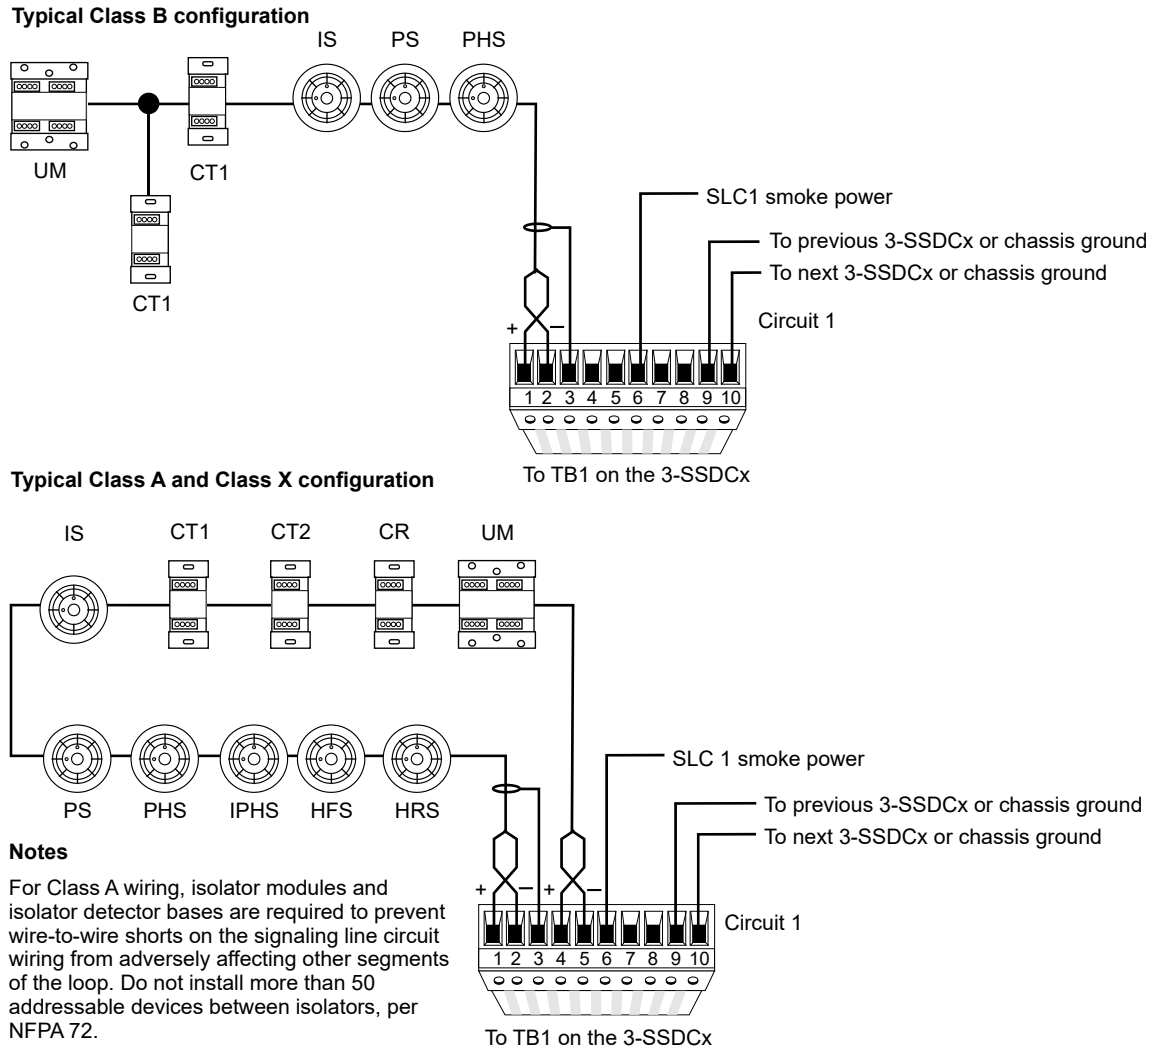 Typical Class B configuration
IS PS PHS
UM
CT1
CT1
SLC1 smoke power
To previous 3-SSDCx or chassis ground
To next 3-SSDCx or chassis ground
Circuit 1
+ –
1 2 3 4 5 6 7 8 9 10
To TB1 on the 3-SSDCx
Typical Class A and Class X configuration
IS CT1 CT2 CR UM
PS PHS IPHS HFS HRS
SLC 1 smoke power
To previous 3-SSDCx or chassis ground
To next 3-SSDCx or chassis ground
Notes
For Class A wiring, isolator modules and
isolator detector bases are required to prevent
wire-to-wire shorts on the signaling line circuit
wiring from adversely affecting other segments
of the loop. Do not install more than 50
addressable devices between isolators, per
NFPA 72.
+ – + –
Circuit 1
1 2 3 4 5 6 7 8 9 10
To TB1 on the 3-SSDCx